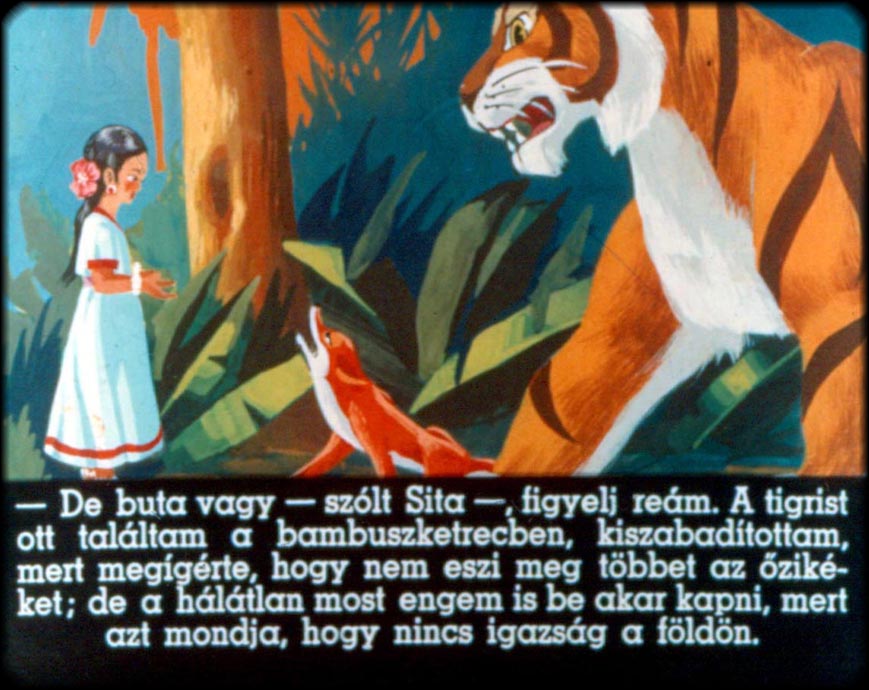 — De buta vagy — szólt Sita —, figyelj reám. A tigrist
ott találtam a bambuszketrecben, kiszabadítottam,
mert megígérte, hogy nem eszi meg többet az őziké-
ket; de a hálátlan most engem is be akar kapni, mert
azt mondja, hogy nincs igazság a földön.